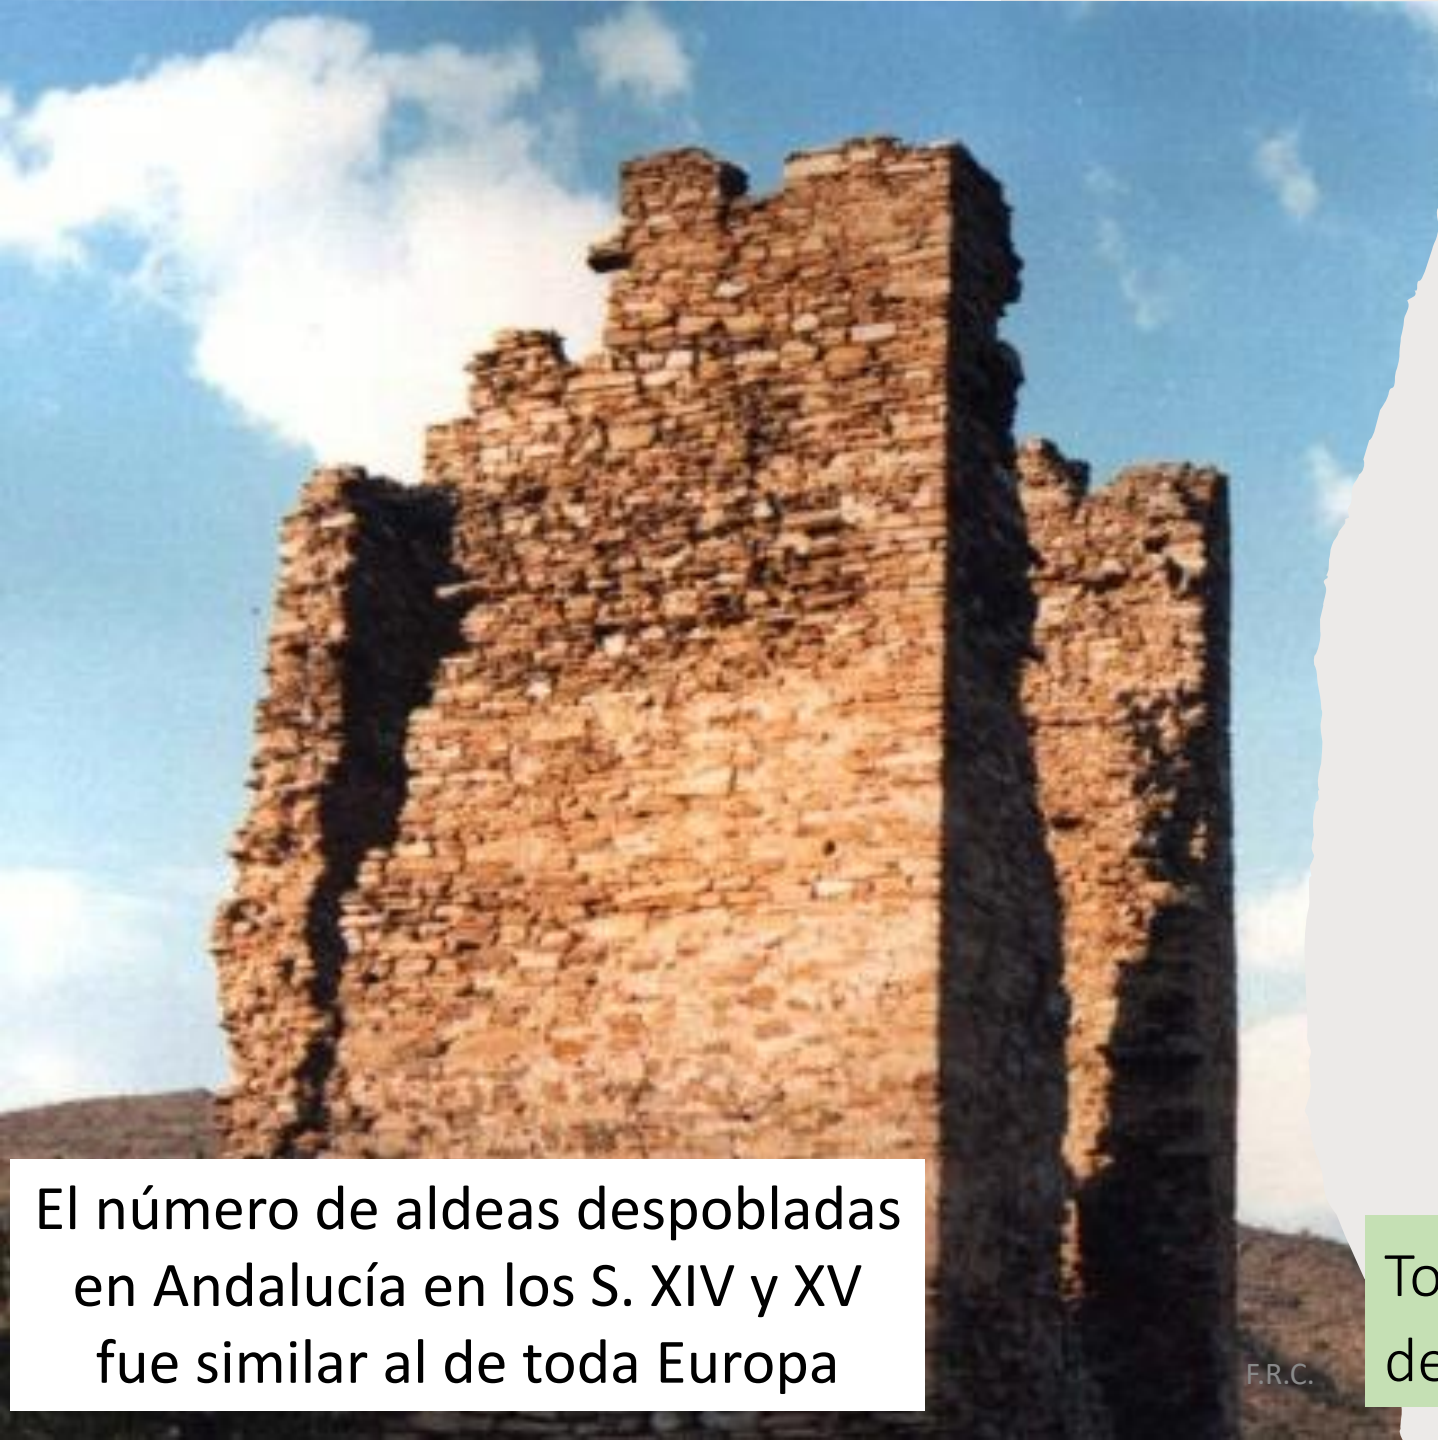 El número de aldeas despobladas
en Andalucía en los S. XIV y XV
fue similar al de toda Europa
F.R.C.